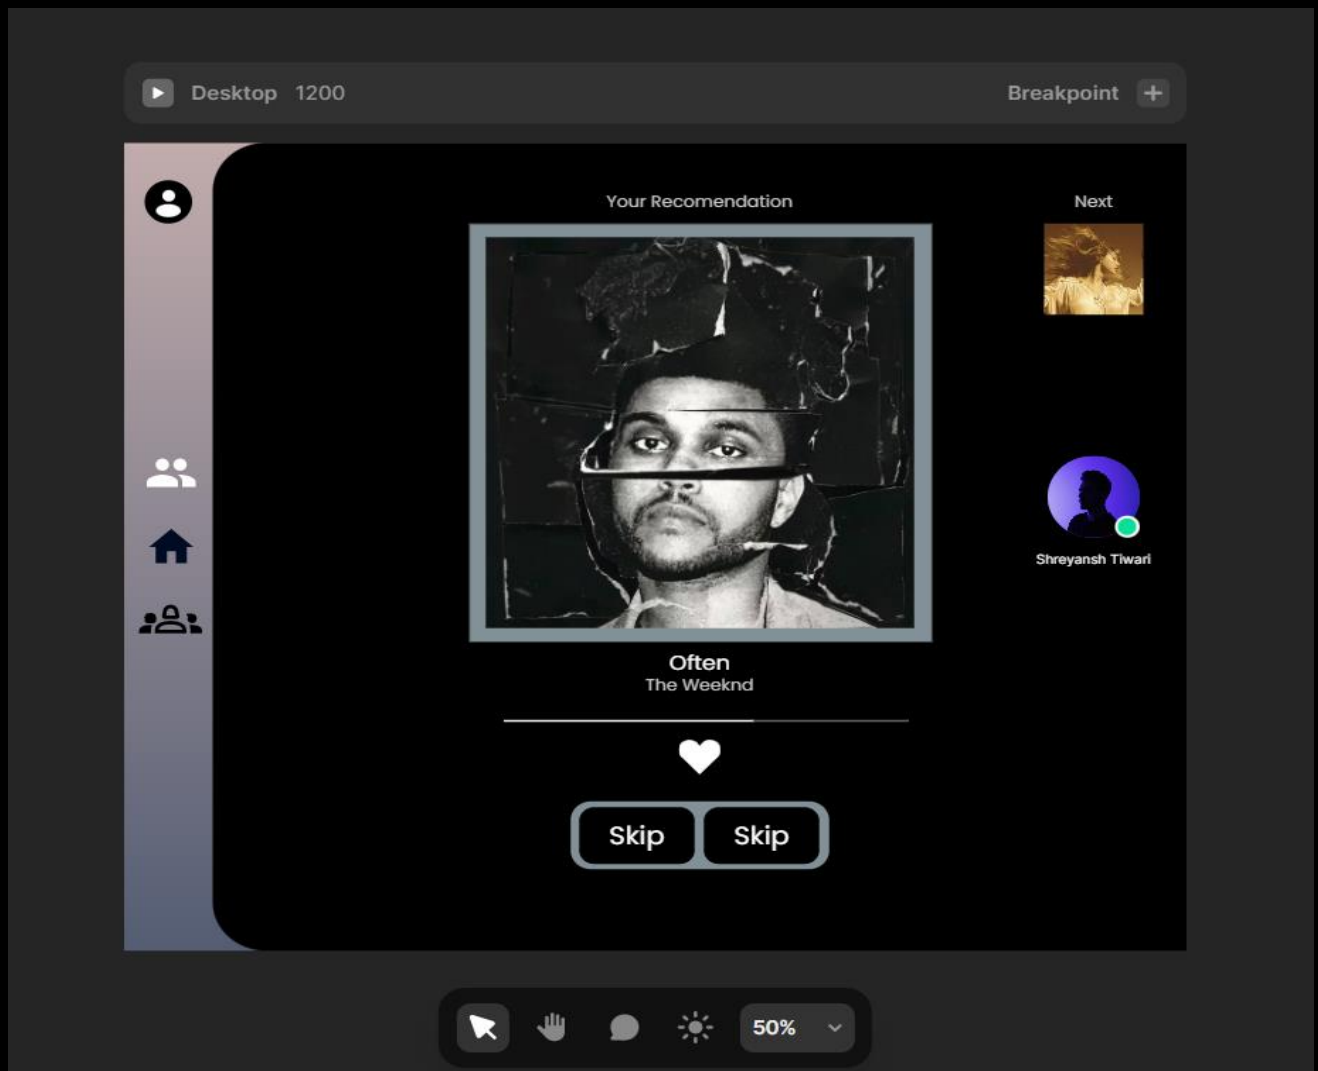 Desktop 1200
Breakpoint
Your Recomendation
Next
Shreyansh Tiwari
Often
The Weeknd
Skip
Skip
50%